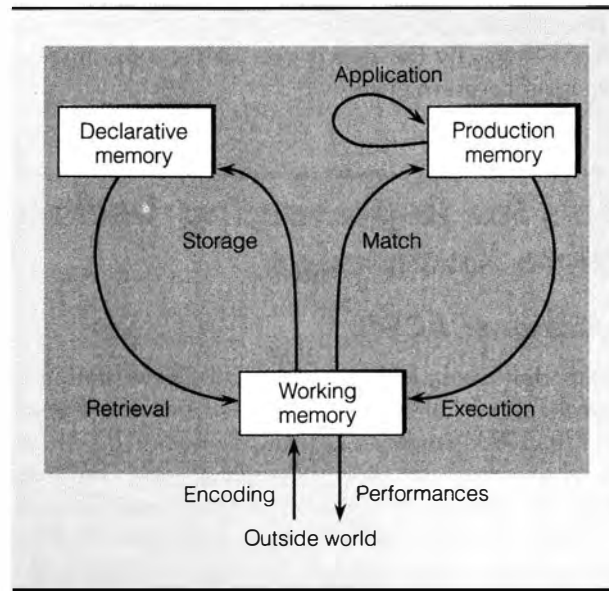 Application
Declarative
memory
Production
memory
Storage
Match
Working
memory
Retrieval
Execution
Encoding
Performances
Outside world